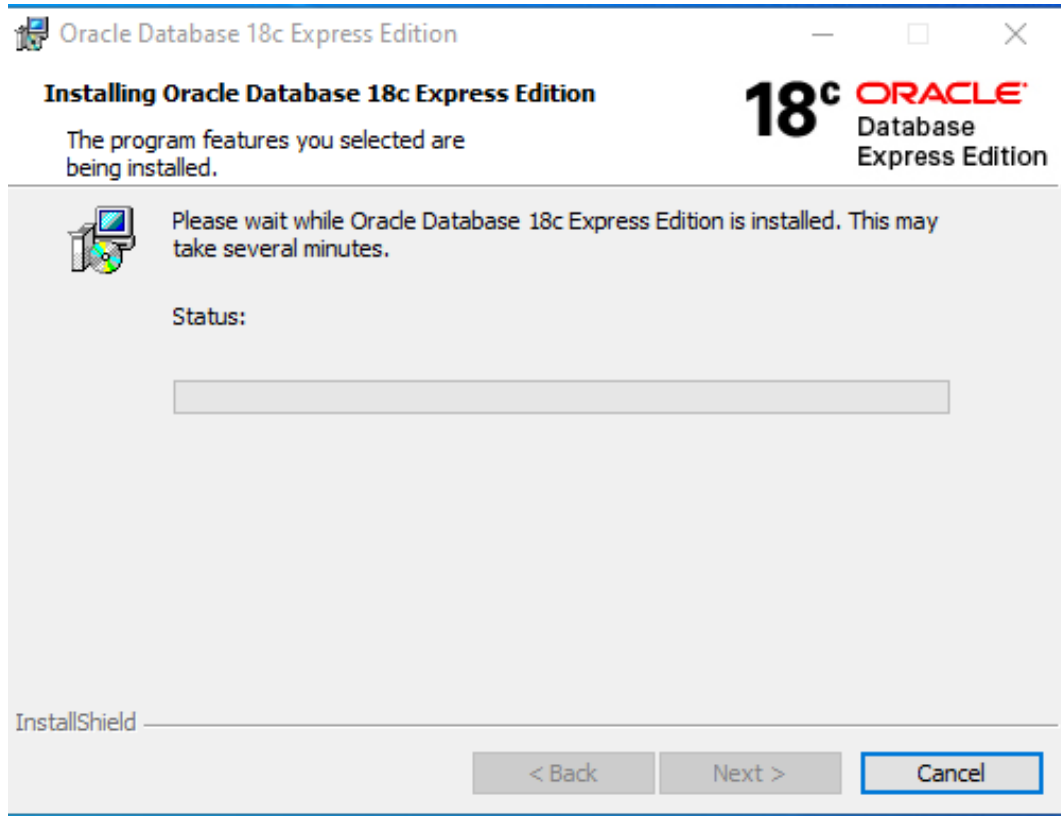 Oracle Database 18c Express Edition
Installing Oracle Database 18c Express Edition
The program features you selected are
being installed.
18c ORACLE
Database
Express Edition
Please wait while Oracle Database 18c Express Edition is installed. This may
take several minutes.
Status:
InstallShield
< Back
Next >
Cancel